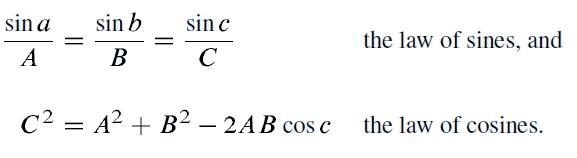 sin a / A = sin b / B = sin c / C the law of sines, and
C² = A² + B² – 2AB cos c the law of cosines.